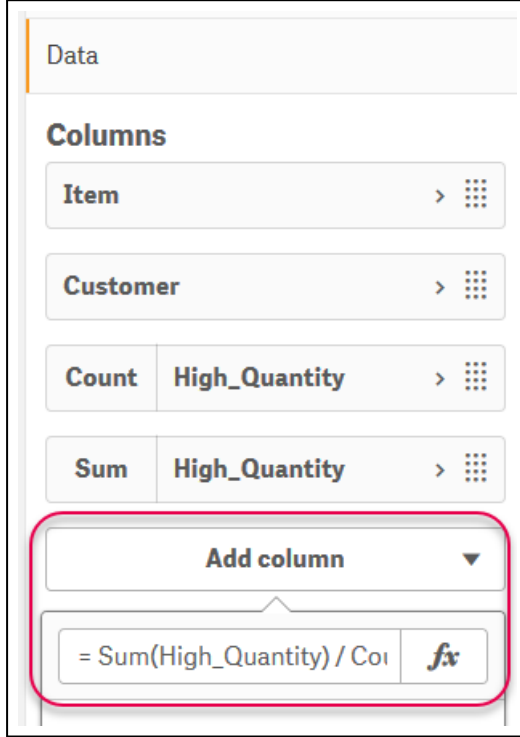 Data
Columns
Item
Customer
Count High_Quantity
Sum High_Quantity
Add column
= Sum(High_Quantity) / Cou fx